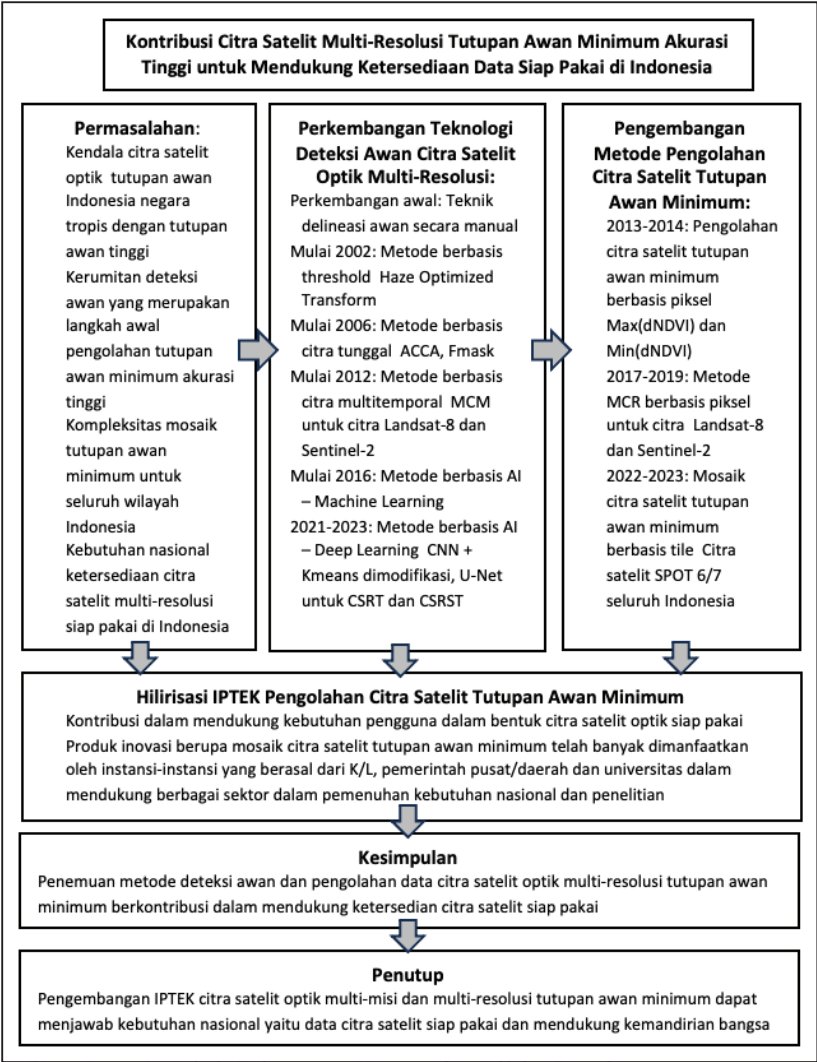 Kontribusi Citra Satelit Multi-Resolusi Tutupan Awan Minimum Akurasi
Tinggi untuk Mendukung Ketersediaan Data Siap Pakai di Indonesia
Permasalahan:
Kendala citra satelit
optik tutupan awan
Indonesia negara
tropis dengan tutupan
awan tinggi
Kerumitan deteksi
awan yang merupakan
langkah awal
pengolahan tutupan
awan minimum akurasi
tinggi
Kompleksitas mosaik
tutupan awan
minimum untuk
seluruh wilayah
Indonesia
Kebutuhan nasional
ketersediaan citra
satelit multi-resolusi
siap pakai di Indonesia
Perkembangan Teknologi
Deteksi Awan Citra Satelit
Optik Multi-Resolusi:
Perkembangan awal: Teknik
delineasi awan secara manual
Mulai 2002: Metode berbasis
threshold Haze Optimized
Transform
Mulai 2006: Metode berbasis
citra tunggal ACCA, Fmask
Mulai 2012: Metode berbasis
citra multitemporal MCM
untuk citra Landsat-8 dan
Sentinel-2
Mulai 2016: Metode berbasis AI
– Machine Learning
2021-2023: Metode berbasis AI
– Deep Learning CNN +
Kmeans dimodifikasi, U-Net
untuk CSRT dan CSRST
Pengembangan
Metode Pengolahan
Citra Satelit Tutupan
Awan Minimum:
2013-2014: Pengolahan
citra satelit tutupan
awan minimum
berbasis piksel
Max(dNDVI) dan
Min(dNDVI)
2017-2019: Metode
MCR berbasis piksel
untuk citra Landsat-8
dan Sentinel-2
2022-2023: Mosaik
citra satelit tutupan
awan minimum
berbasis tile Citra
satelit SPOT 6/7
seluruh Indonesia
Hilirisasi IPTEK Pengolahan Citra Satelit Tutupan Awan Minimum
Kontribusi dalam mendukung kebutuhan pengguna dalam bentuk citra satelit optik siap pakai
Produk inovasi berupa mosaik citra satelit tutupan awan minimum telah banyak dimanfaatkan
oleh instansi-instansi yang berasal dari K/L, pemerintah pusat/daerah dan universitas dalam
mendukung berbagai sektor dalam pemenuhan kebutuhan nasional dan penelitian
Kesimpulan
Penemuan metode deteksi awan dan pengolahan data citra satelit optik multi-resolusi tutupan awan
minimum berkontribusi dalam mendukung ketersedian citra satelit siap pakai
Penutup
Pengembangan IPTEK citra satelit optik multi-misi dan multi-resolusi tutupan awan minimum dapat
menjawab kebutuhan nasional yaitu data citra satelit siap pakai dan mendukung kemandirian bangsa